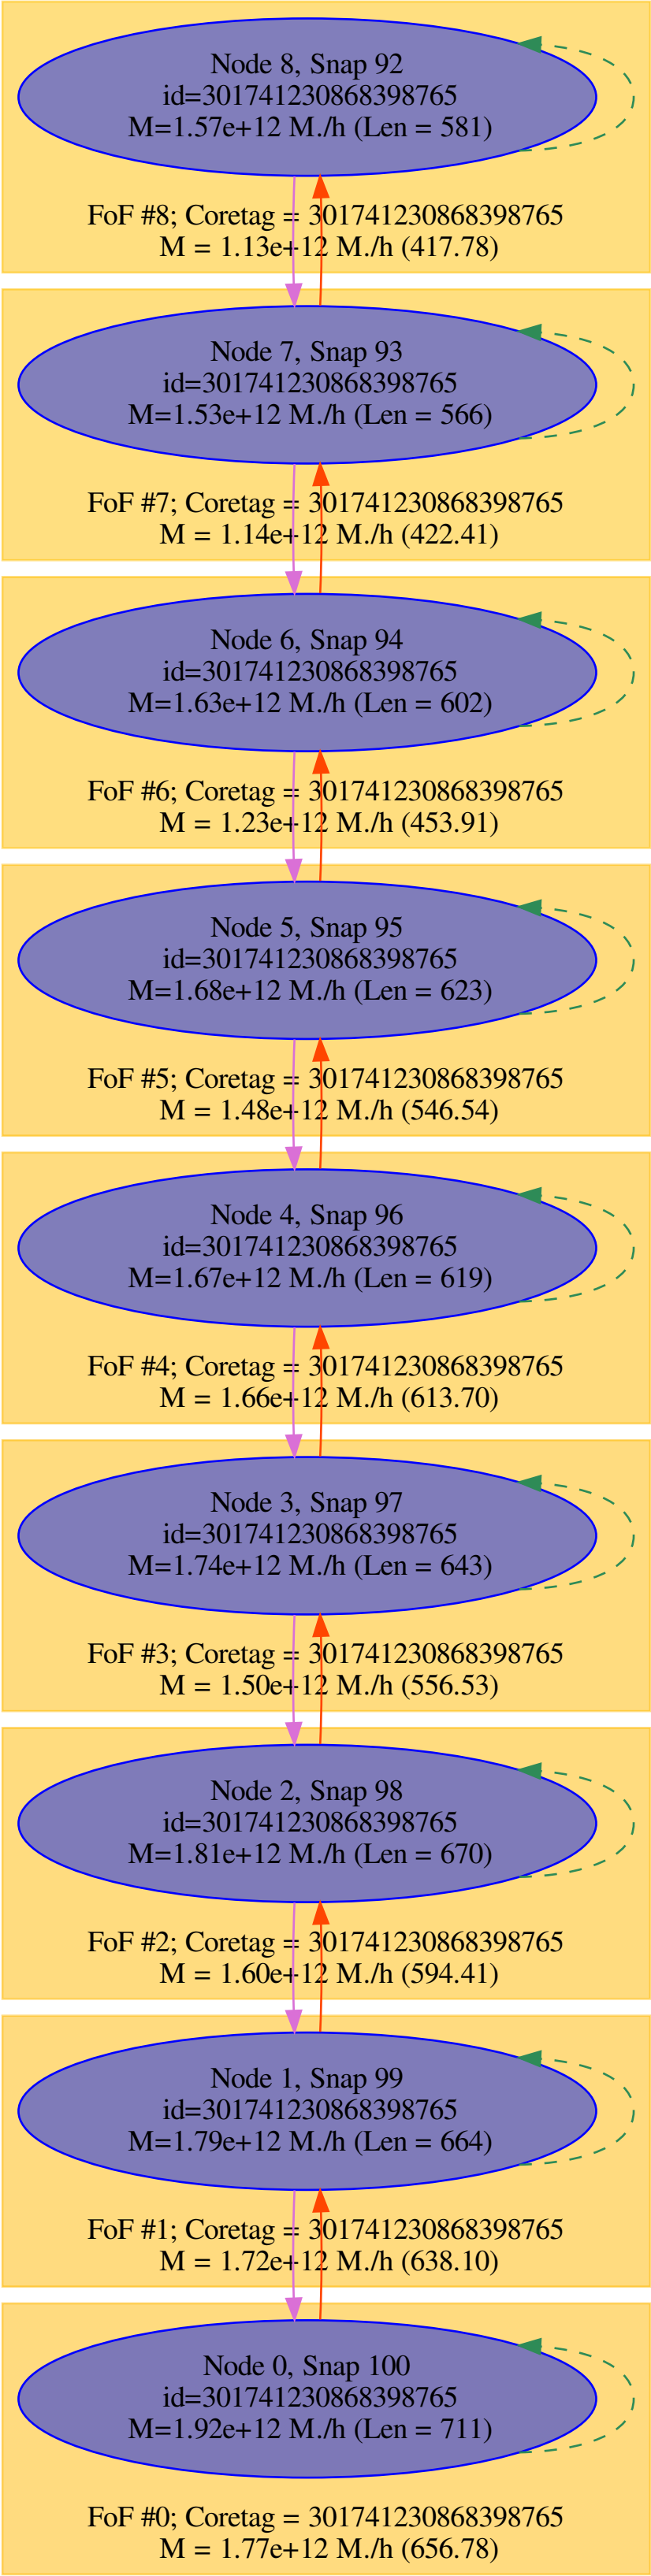 Node 8, Snap 92
id=301741230868398765
M=1.57e+12 M./h (Len = 581)
FoF #8; Coretag = 301741230868398765
M = 1.13e+12 M./h (417.78)
Node 7, Snap 93
id=301741230868398765
M=1.53e+12 M./h (Len = 566)
FoF #7; Coretag = 301741230868398765
M = 1.14e+12 M./h (422.41)
Node 6, Snap 94
id=301741230868398765
M=1.63e+12 M./h (Len = 602)
FoF #6; Coretag = 301741230868398765
M = 1.23e+12 M./h (453.91)
Node 5, Snap 95
id=301741230868398765
M=1.68e+12 M./h (Len = 623)
FoF #5; Coretag = 301741230868398765
M = 1.48e+12 M./h (546.54)
Node 4, Snap 96
id=301741230868398765
M=1.67e+12 M./h (Len = 619)
FoF #4; Coretag = 301741230868398765
M = 1.66e+12 M./h (613.70)
Node 3, Snap 97
id=301741230868398765
M=1.74e+12 M./h (Len = 643)
FoF #3; Coretag = 301741230868398765
M = 1.50e+12 M./h (556.53)
Node 2, Snap 98
id=301741230868398765
M=1.81e+12 M./h (Len = 670)
FoF #2; Coretag = 301741230868398765
M = 1.60e+12 M./h (594.41)
Node 1, Snap 99
id=301741230868398765
M=1.79e+12 M./h (Len = 664)
FoF #1; Coretag = 301741230868398765
M = 1.72e+12 M./h (638.10)
Node 0, Snap 100
id=301741230868398765
M=1.92e+12 M./h (Len = 711)
FoF #0; Coretag = 301741230868398765
M = 1.77e+12 M./h (656.78)